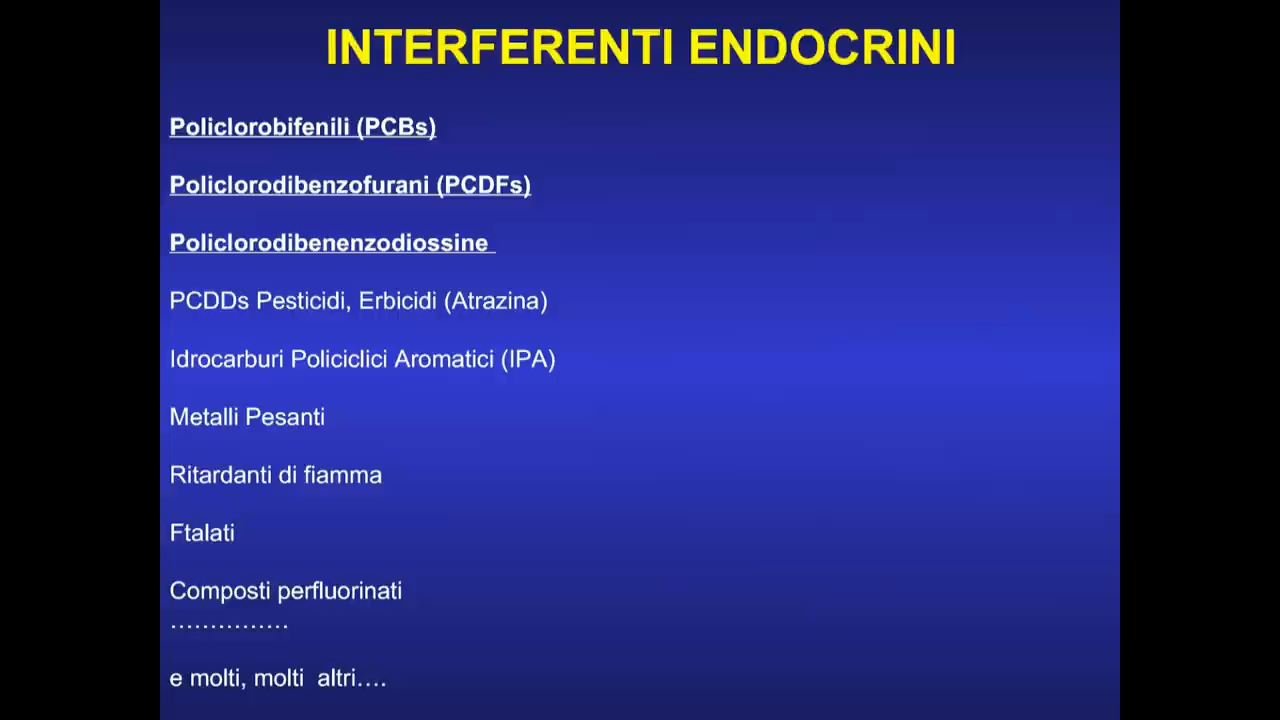 INTERFERENTI ENDOCRINI
Policlorobifenili (PCBs)
Policlorodibenzofurani (PCDFs)
Policlorodibenenzodiossine
PCDDs Pesticidi, Erbicidi (Atrazina)
Idrocarburi Policiclici Aromatici (IPA)
Metalli Pesanti
Ritardanti di fiamma
Ftalati
Composti perfluorinati
……………
e molti, molti  altri….